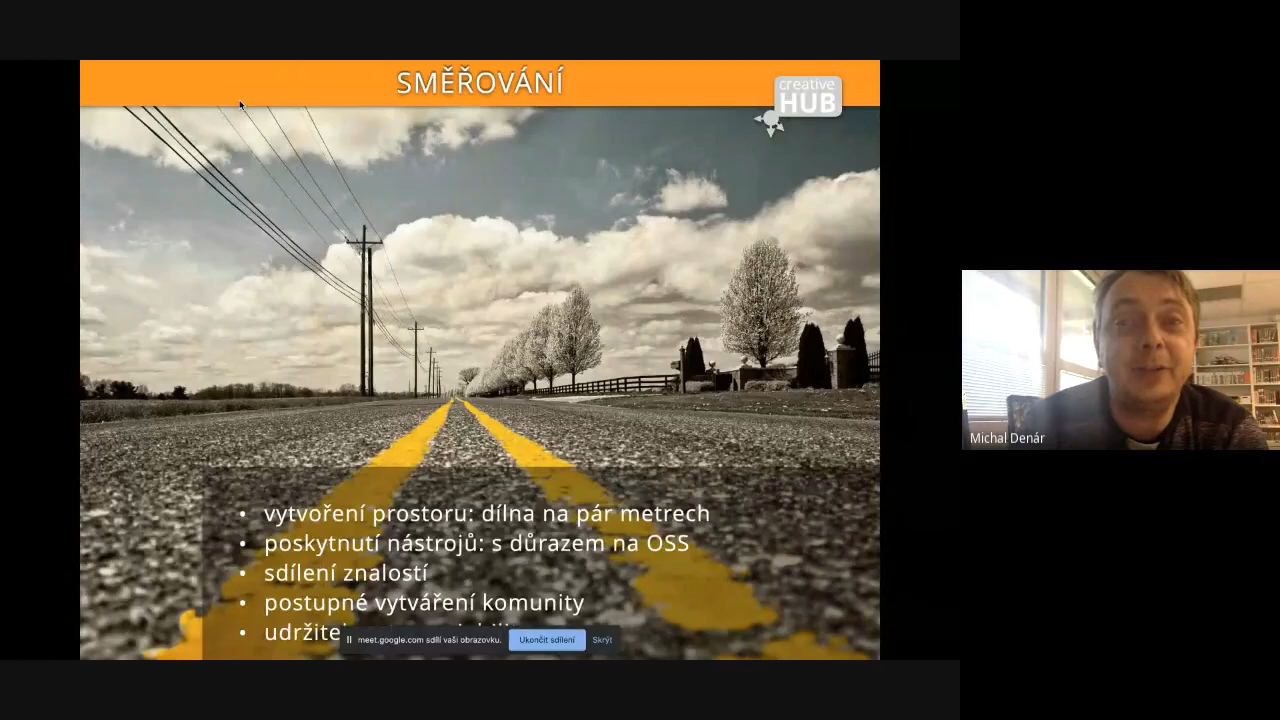 SMĚŘOVÁNÍ
creative
HUB
• vytvoření prostoru: dílna na pár metrech
• poskytnutí nástrojů: s důrazem na OSS
• sdílení znalostí
• postupné vytváření komunity
• udržite
meet.google.com sdílí vaši obrazovku. Ukončit sdílení Skrýt
Michal Denár